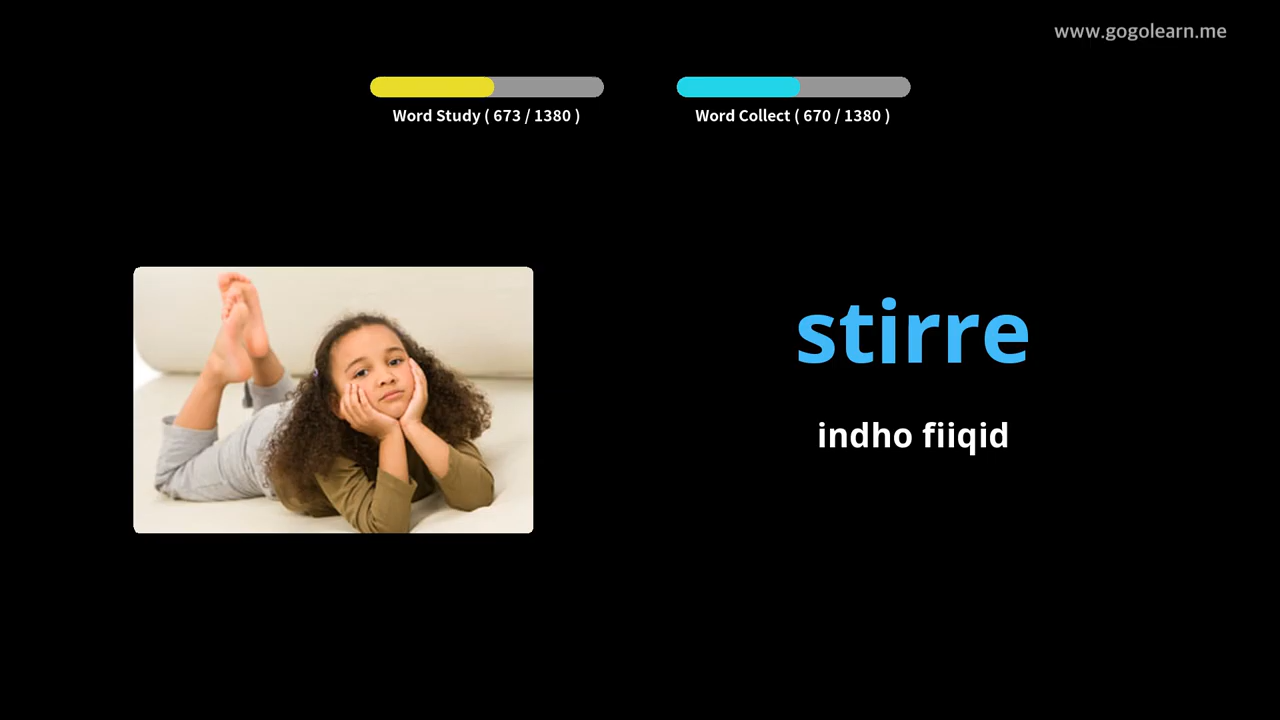 www.gogolearn.me
Word Study ( 673 / 1380 )
Word Collect ( 670 / 1380 )
stirre
indho fiiqid